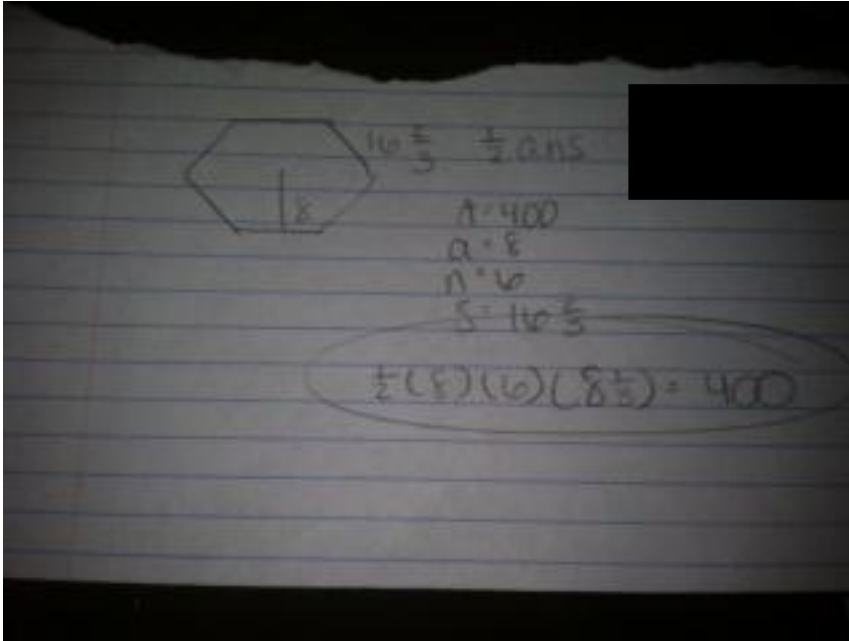 16 2/3 1/2 ans
8
A = 400
a = 8
n = 6
S = 16 2/3
1/2 (8)(6)(8 1/3) = 400